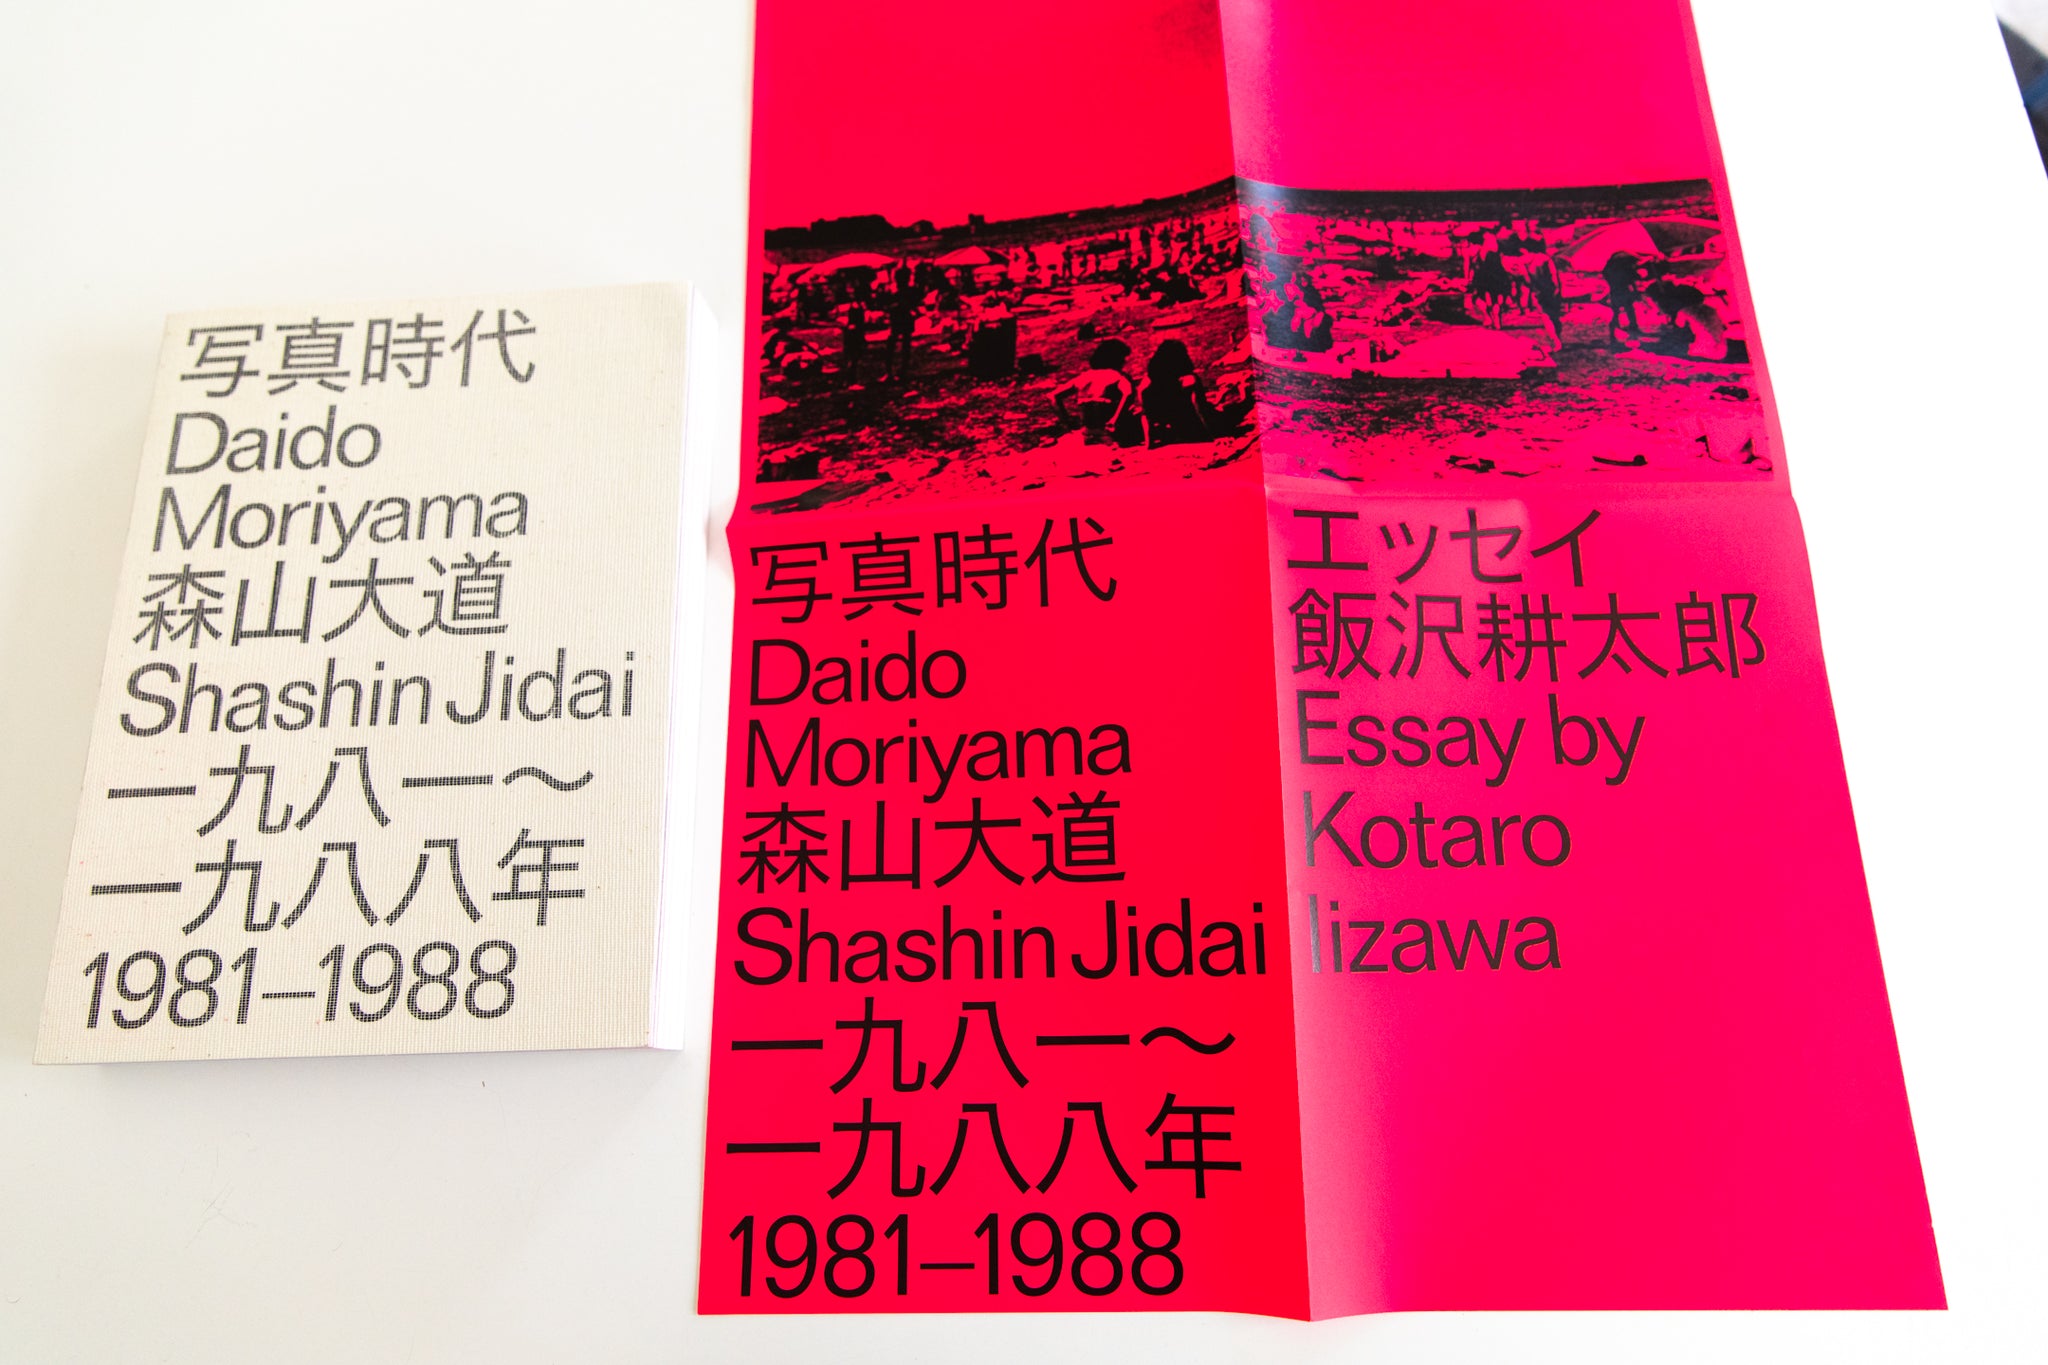 写真時代
Daido
Moriyama
森山大道
Shashin Jidai
一九八一〜
一九八八年
1981–1988
写真時代
Daido
Moriyama
森山大道
Shashin Jidai
一九八一〜
一九八八年
1981–1988
エッセイ
飯沢耕太郎
Essay by
Kotaro
Iizawa